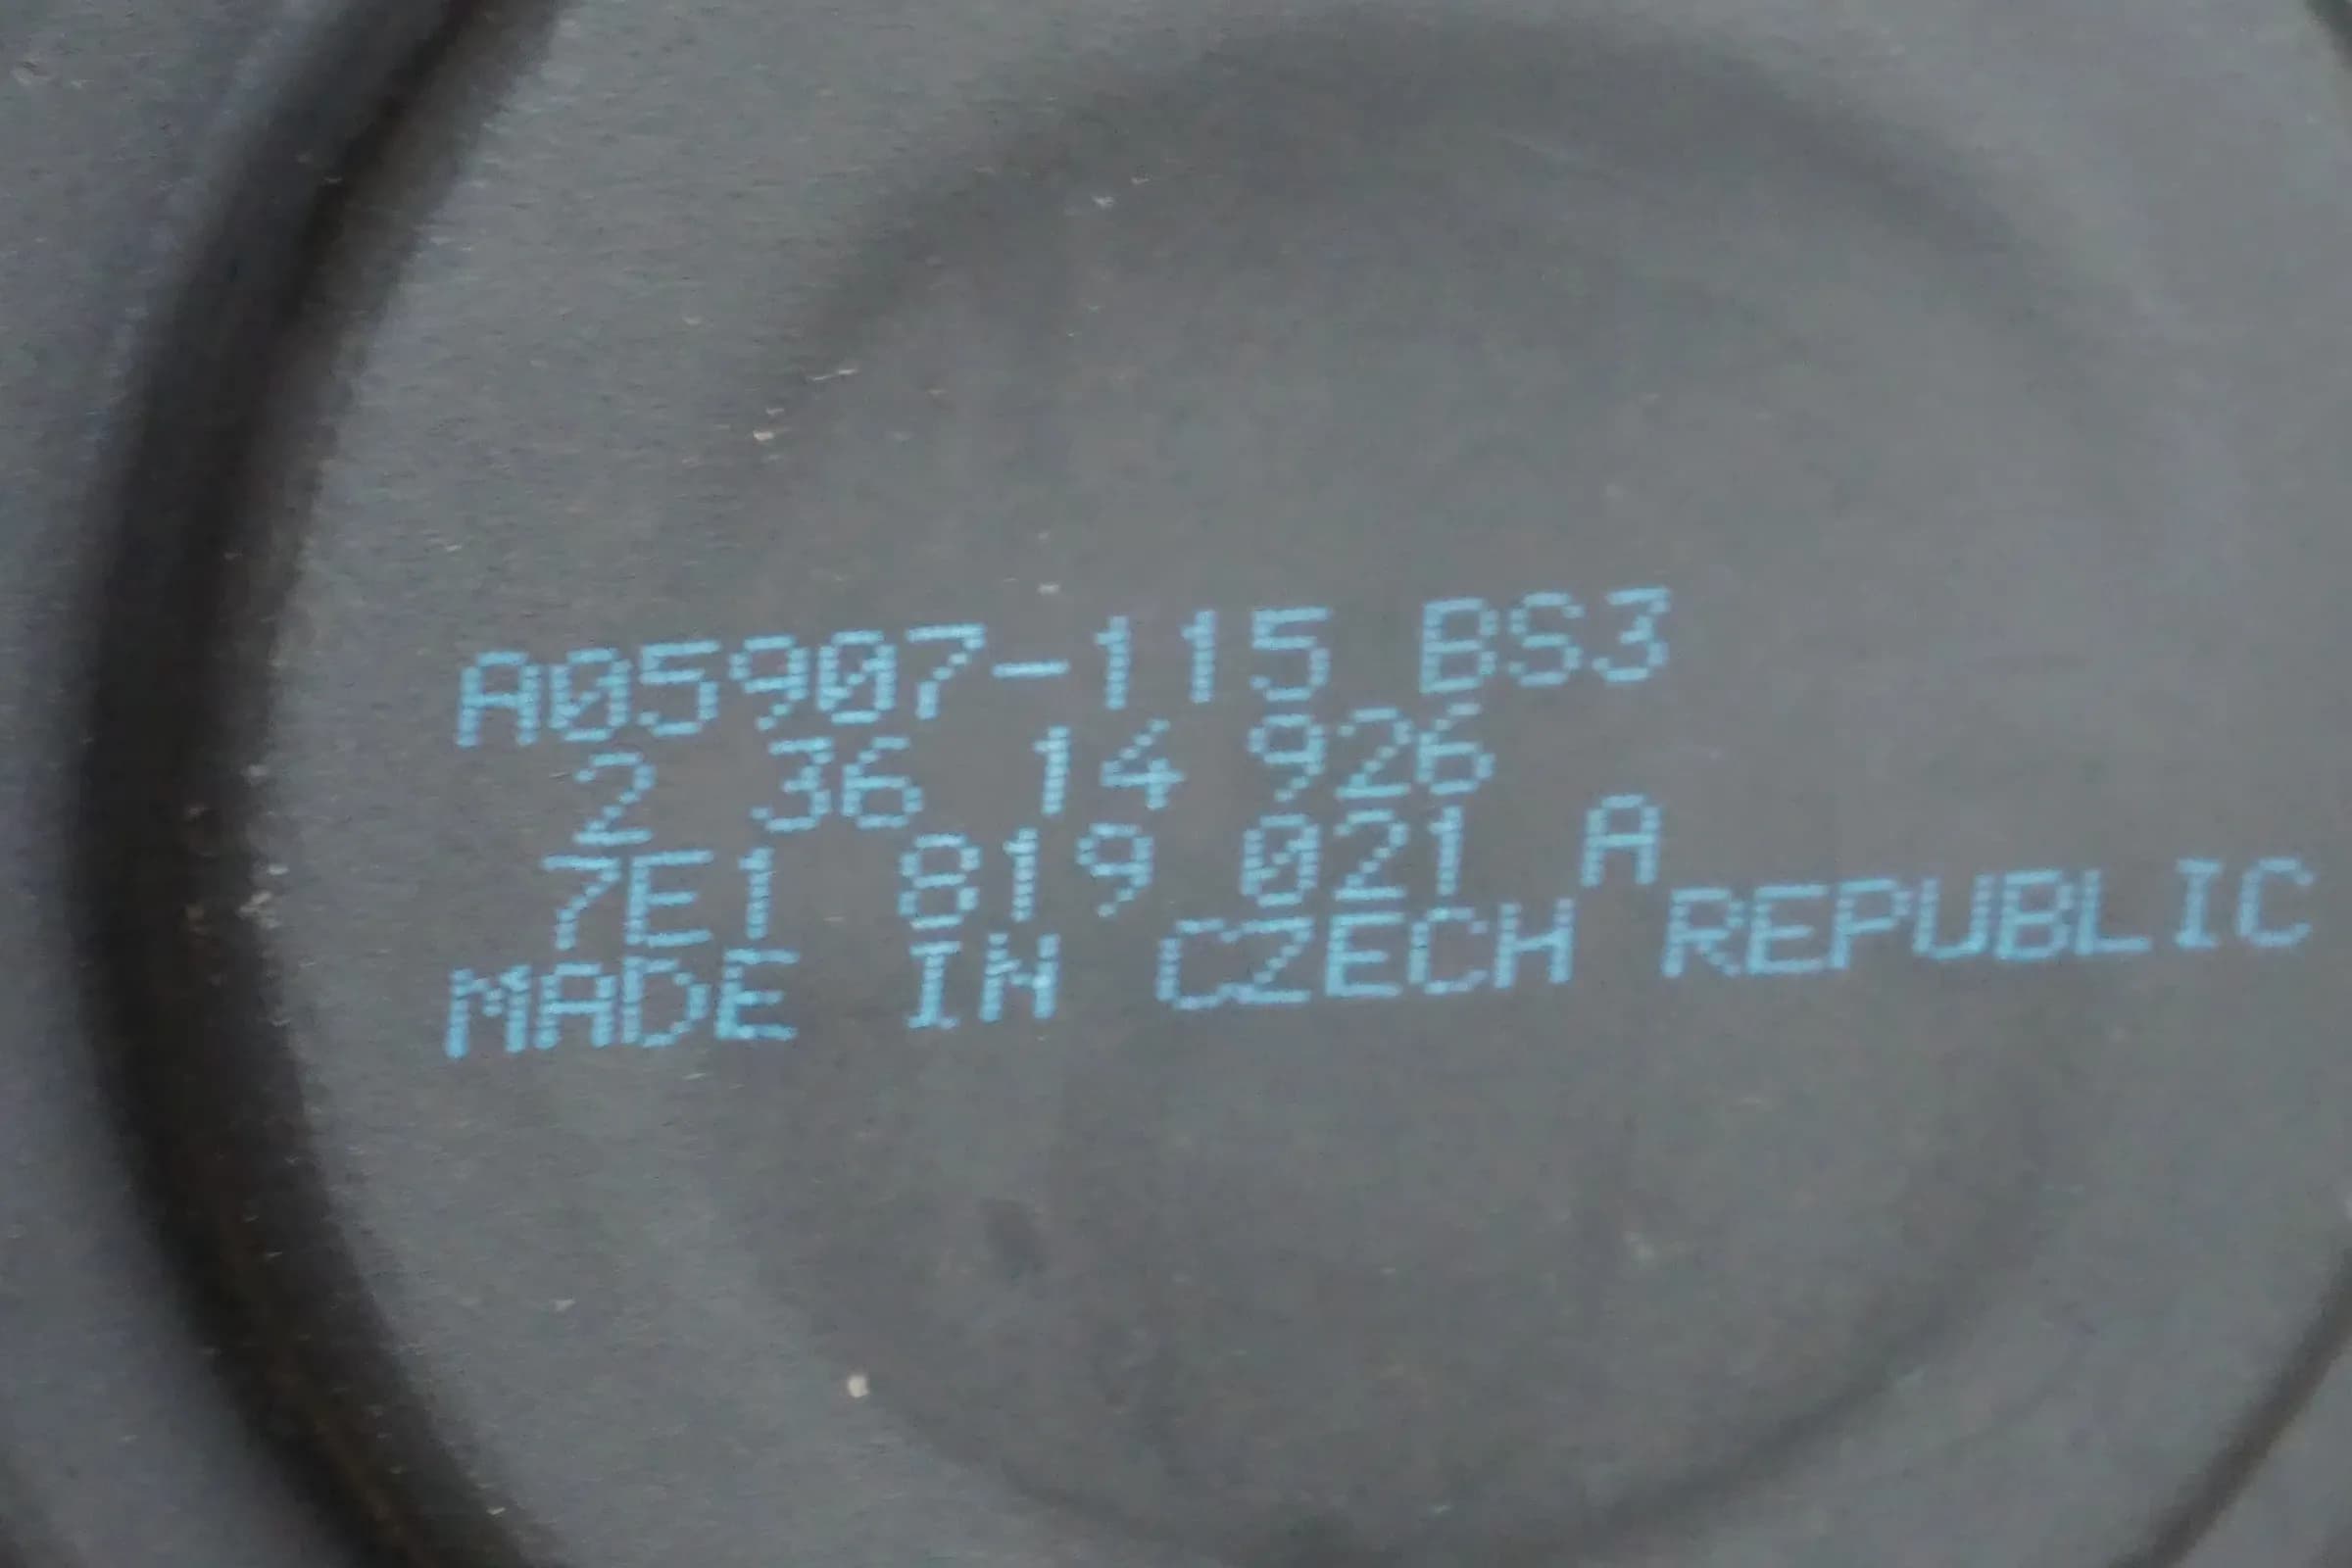 A05907-115 BS3
2 36 14 926
7E1 819 021 A
MADE IN CZECH REPUBLIC